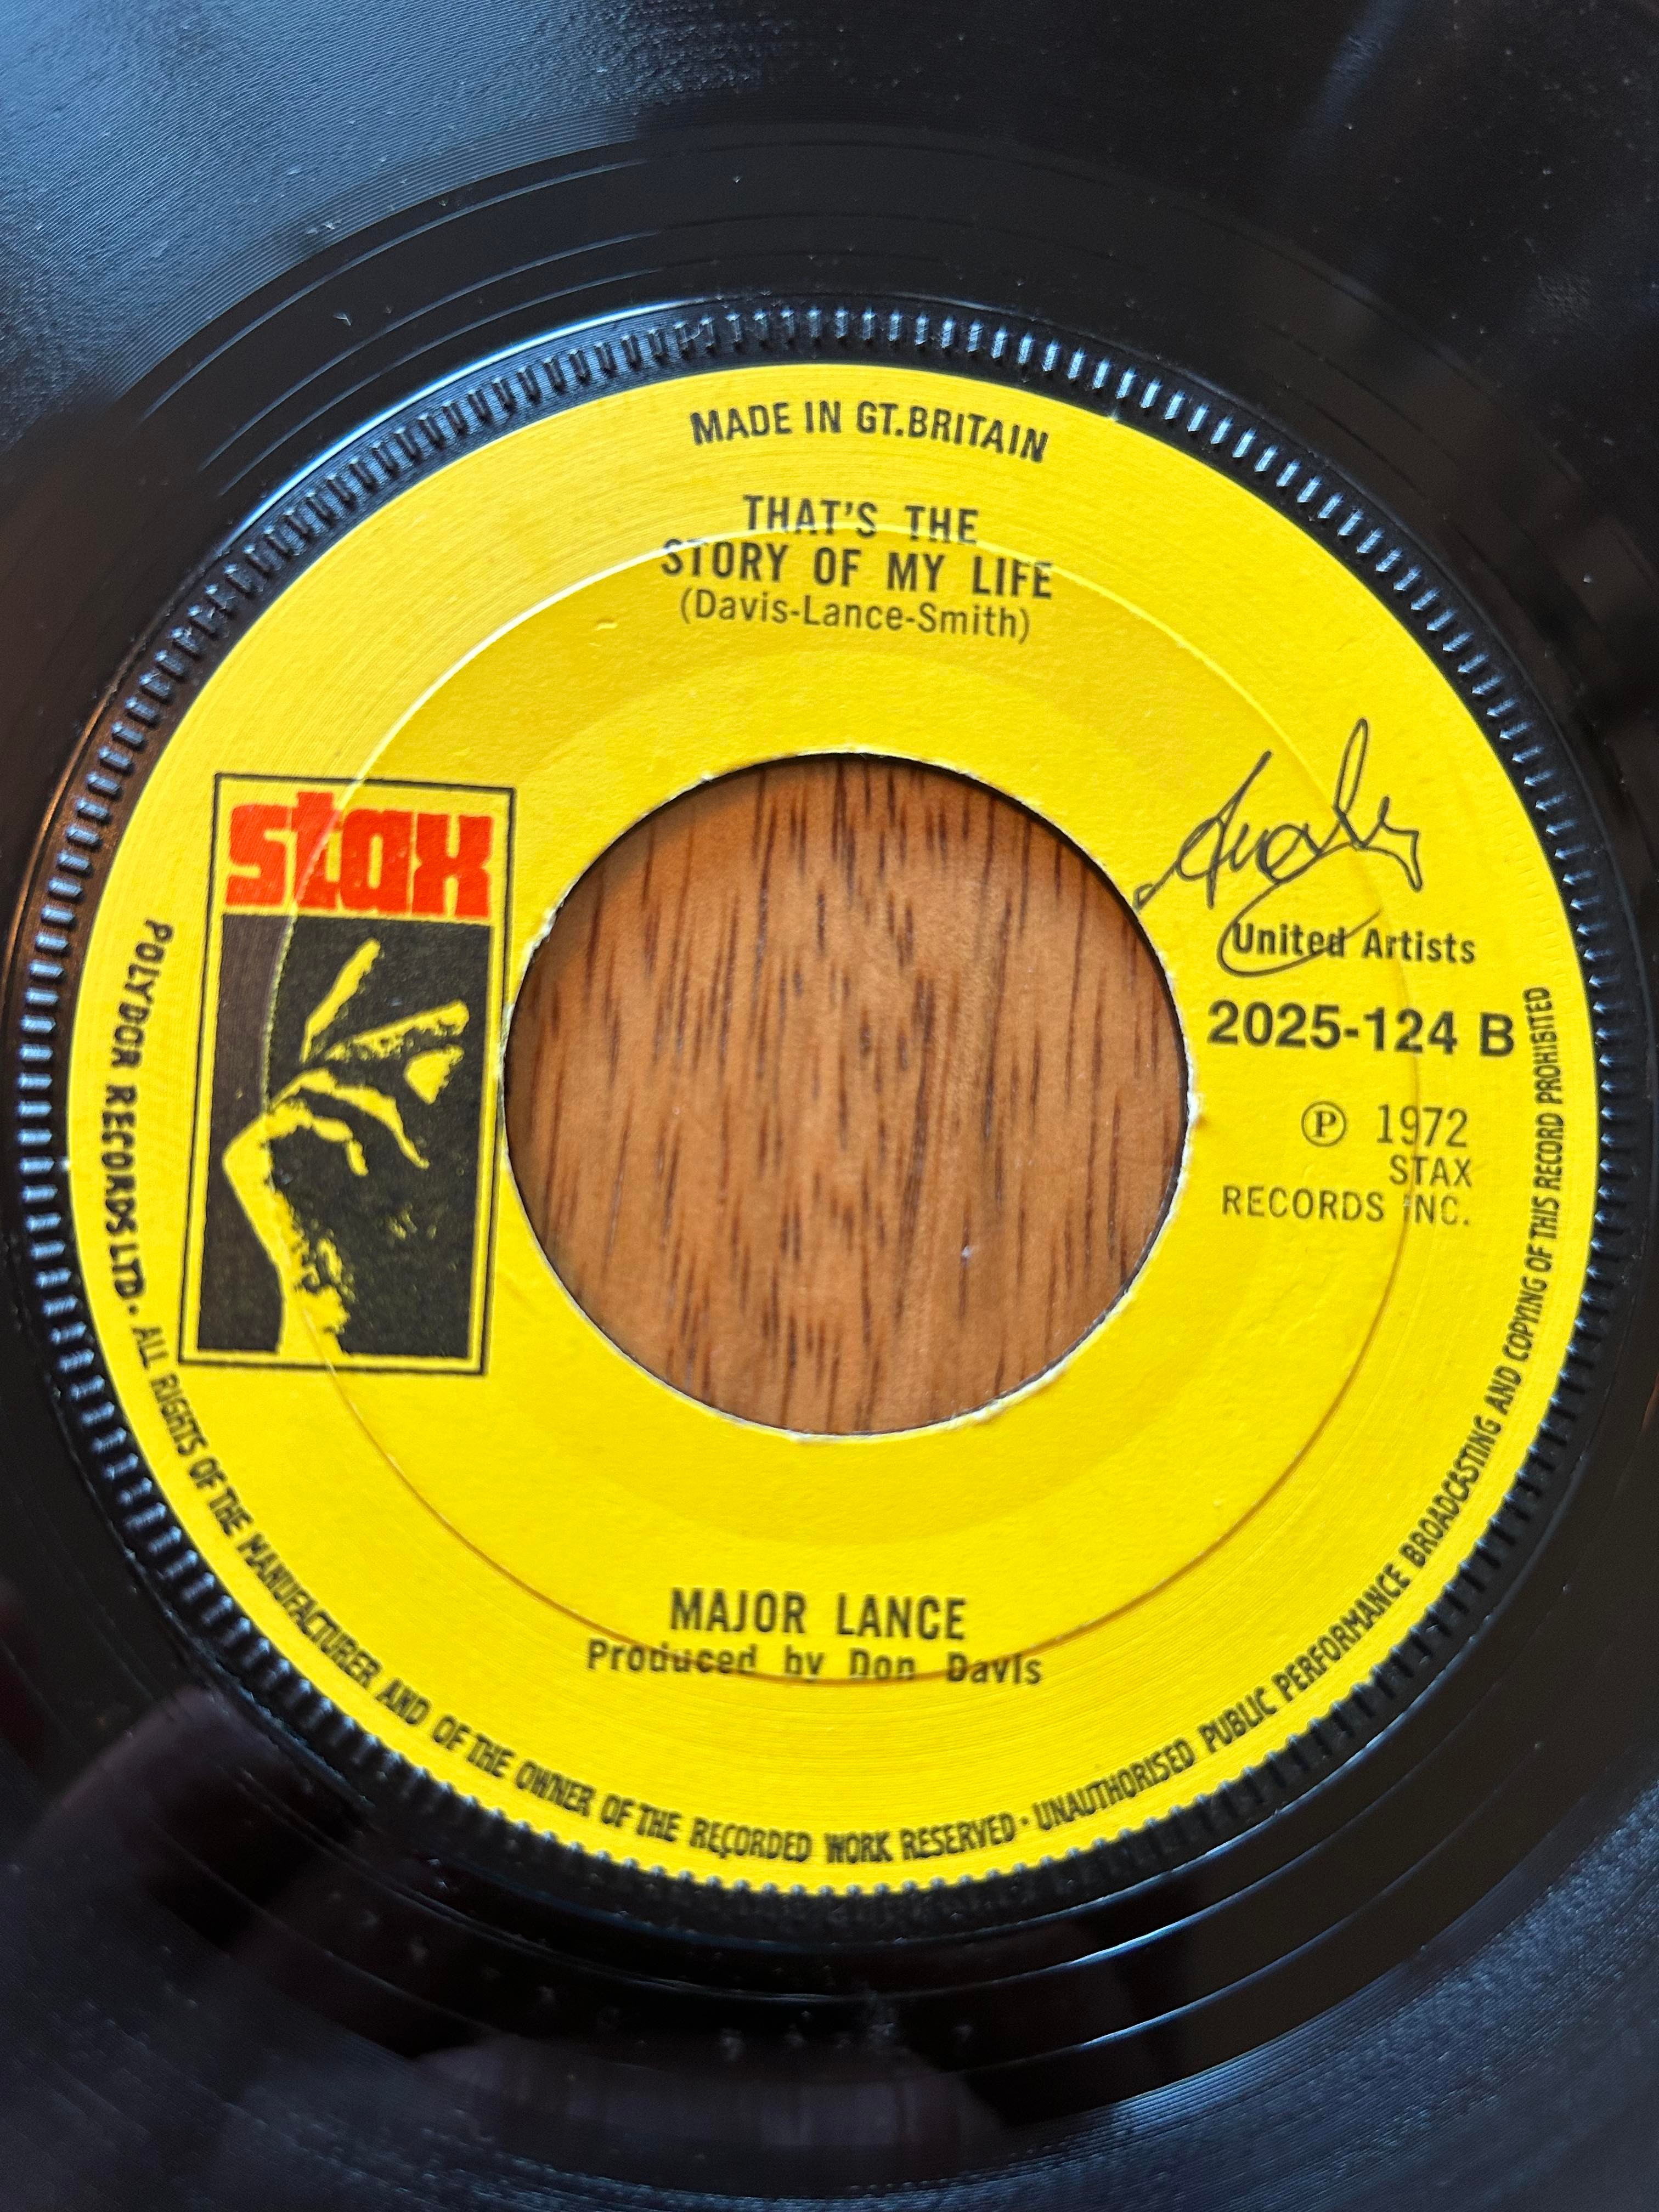 MADE IN GT.BRITAIN
THAT'S THE
STORY OF MY LIFE
(Davis-Lance-Smith)
stax
United Artists
2025-124 B
Ⓟ 1972
STAX
RECORDS INC.
MAJOR LANCE
Produced by Don Davis
POLYDOR RECORDS LTD. ALL RIGHTS OF THE MANUFACTURER AND OF THE OWNER OF THE RECORDED WORK RESERVED · UNAUTHORISED PUBLIC PERFORMANCE BROADCASTING AND COPYING OF THIS RECORD PROHIBITED